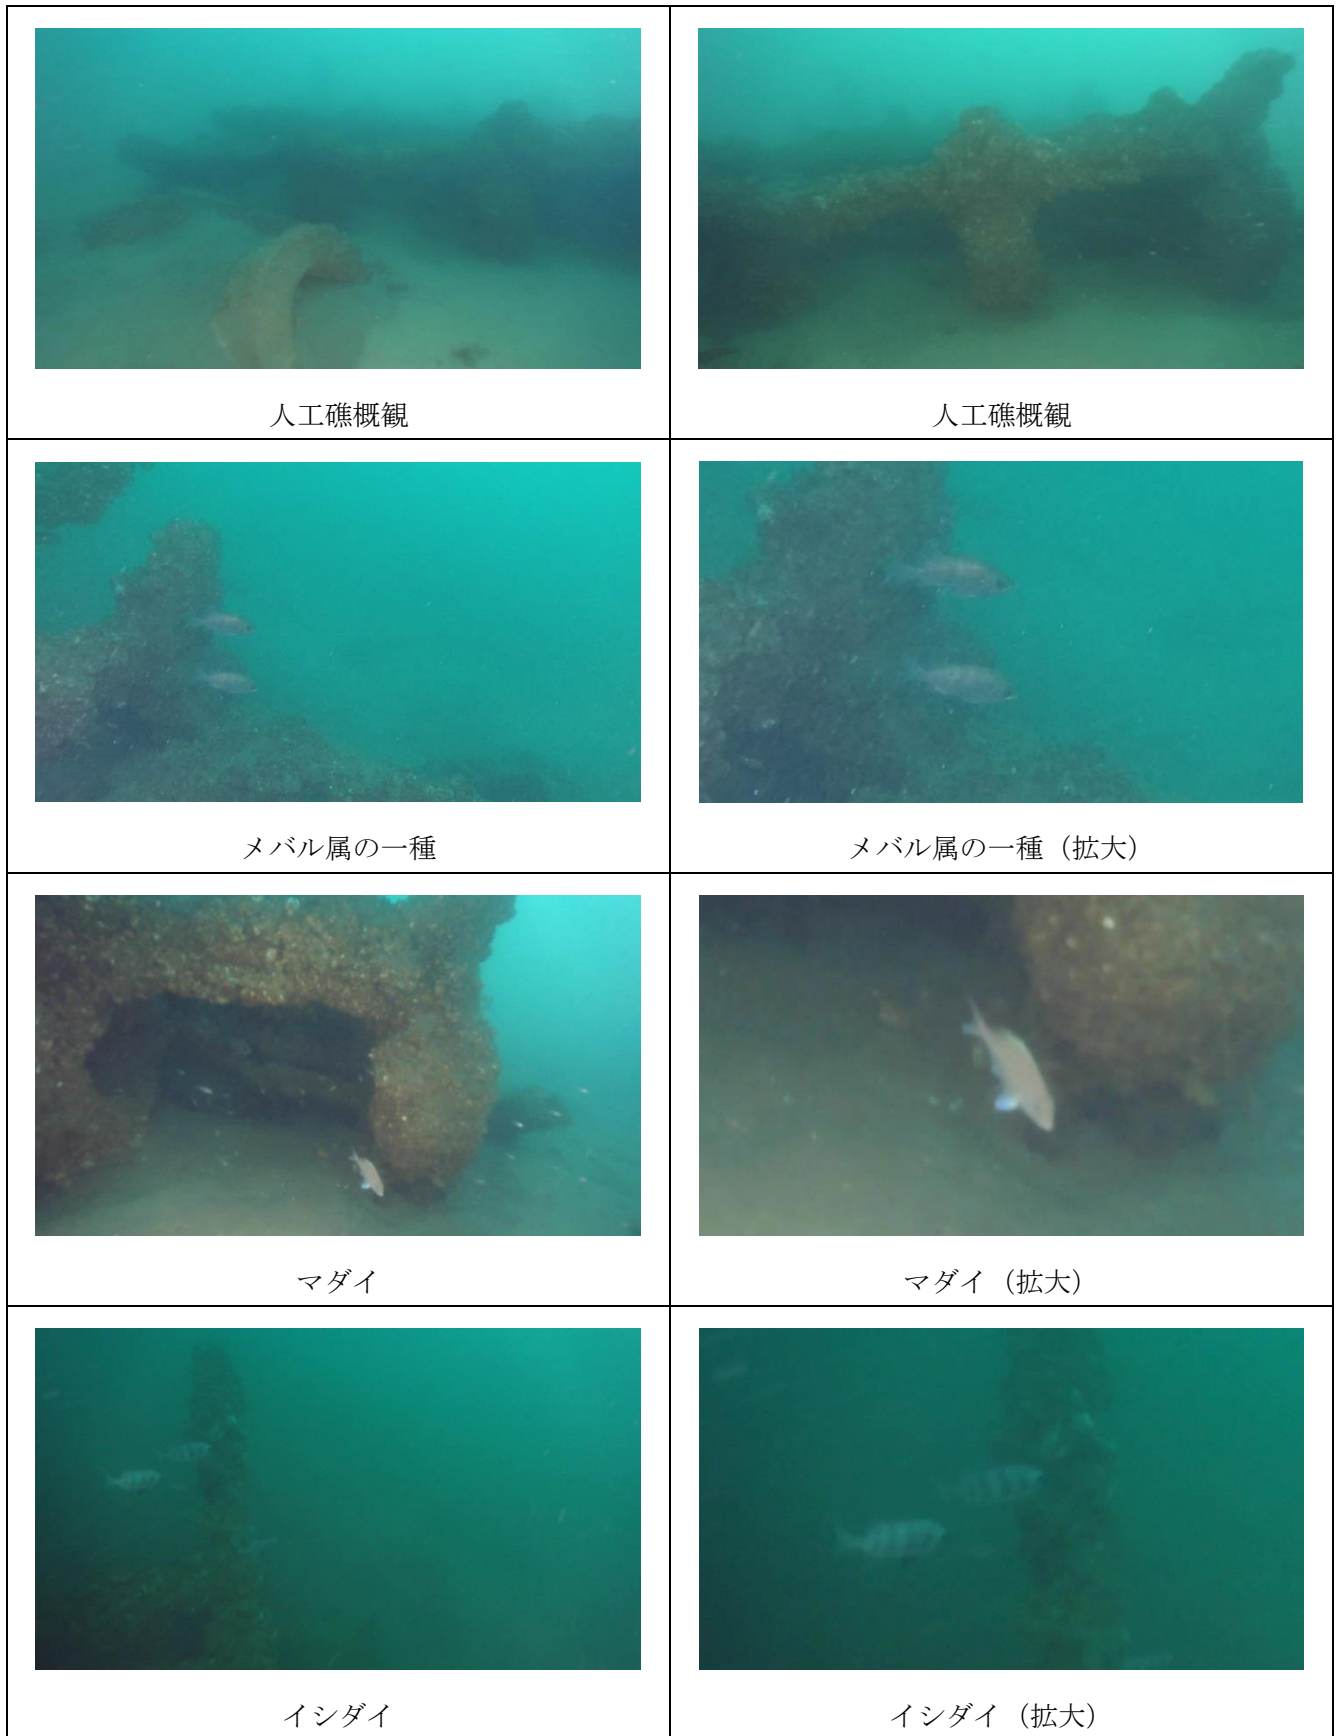 人工礁概観
人工礁概観
メバル属の一種
メバル属の一種（拡大）
マダイ
マダイ（拡大）
イシダイ
イシダイ（拡大）